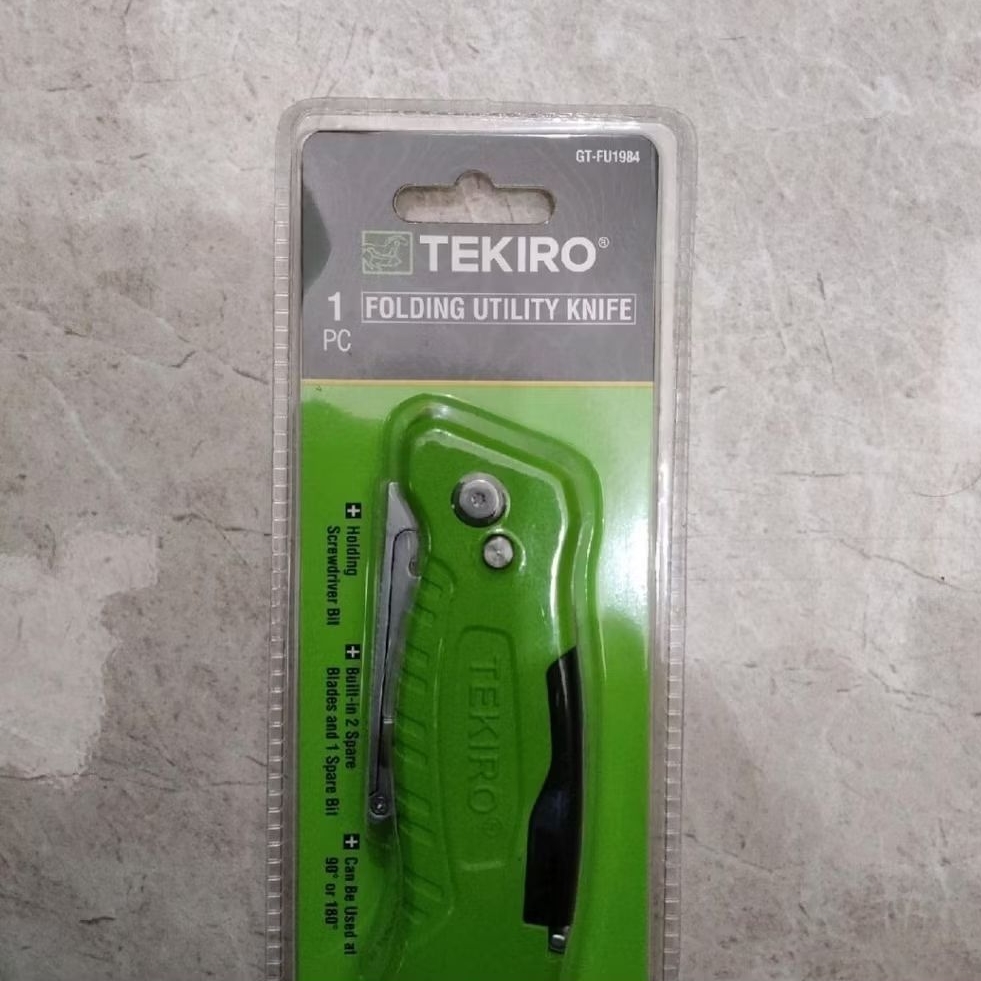 GT-FU1984
TEKIRO®
1
PC
FOLDING UTILITY KNIFE
+ Holding
Screwdriver Bit
+ Built-in 2 Spare
Blades and 1 Spare Bit
+ Can Be Used at
90° or 180°
TEKIRO®